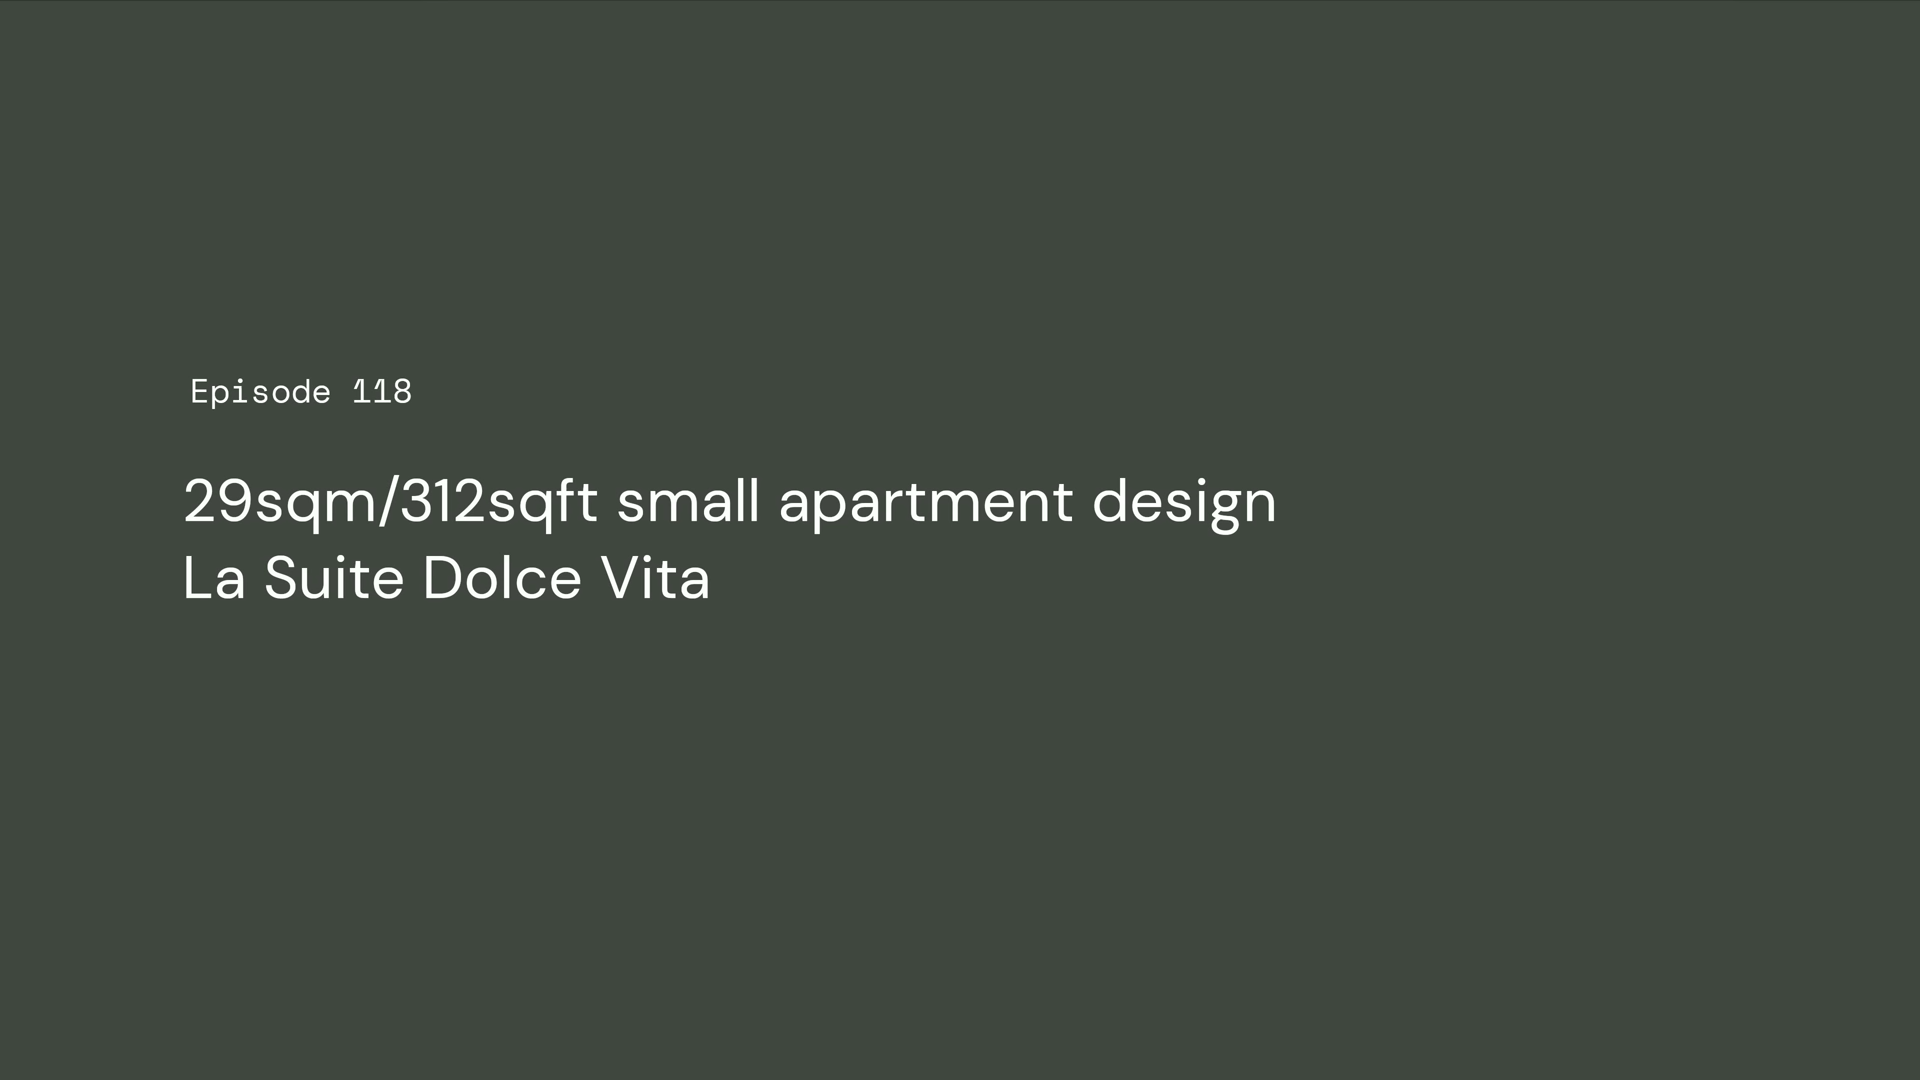 Episode 118
29sqm/312sqft small apartment design
La Suite Dolce Vita